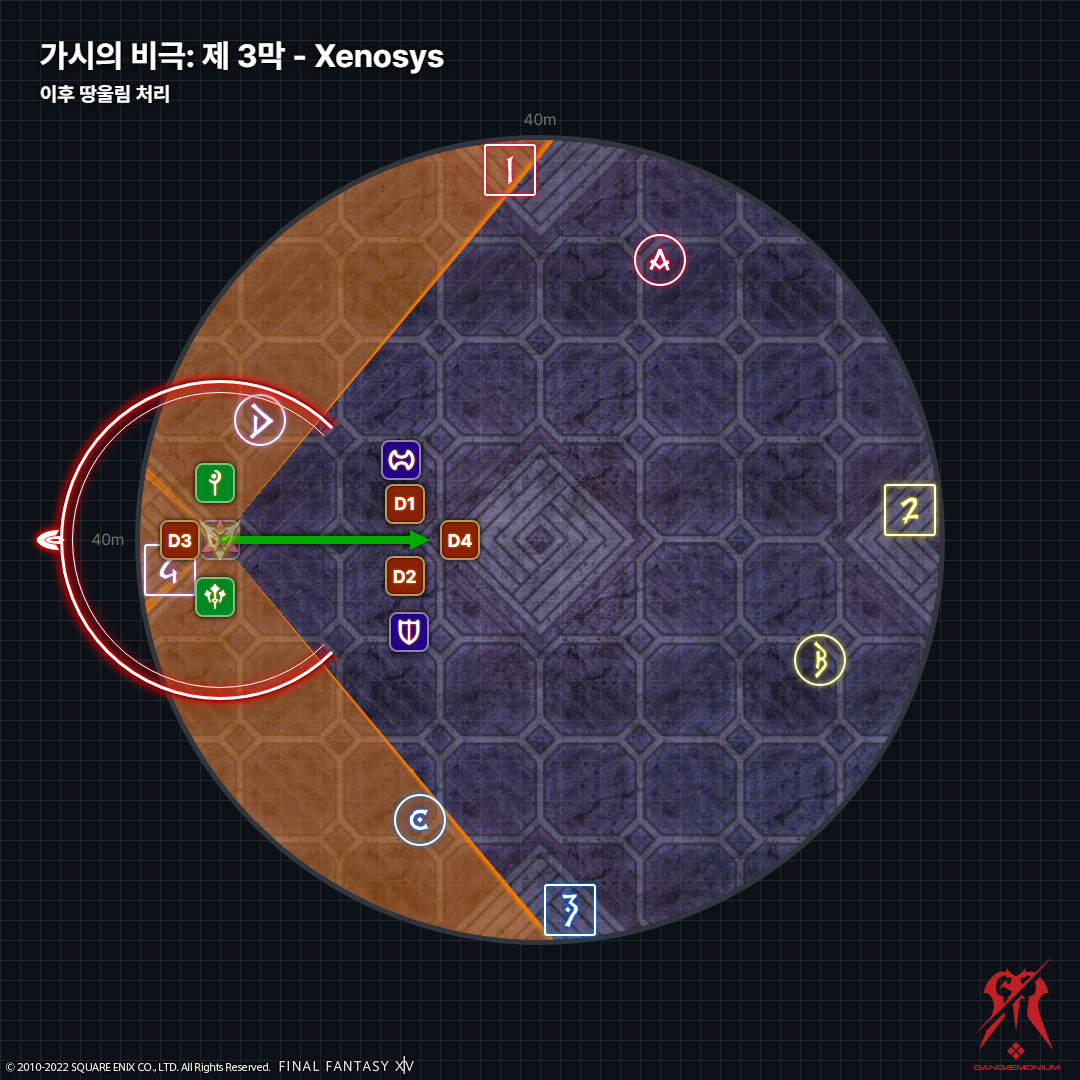 가시의 비극: 제 3막 - Xenosys
이후 땅울림 처리
40m
1
A
D
D1
2
40m
D3
D4
4
D2
B
C
3
GANGÆMONIUM
© 2010-2022 SQUARE ENIX CO., LTD. All Rights Reserved. FINAL FANTASY XIV